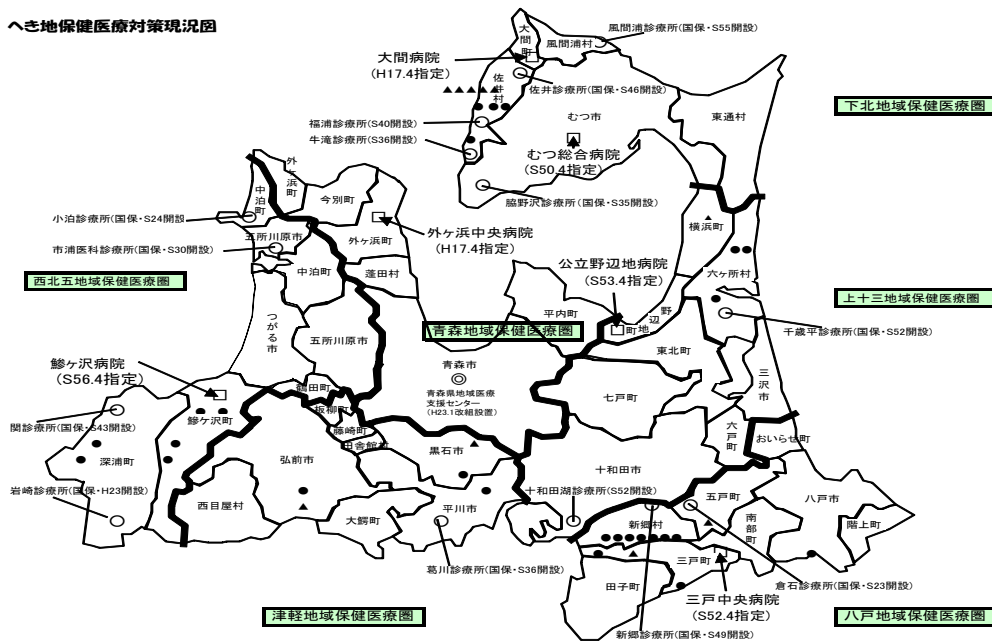 へき地保健医療対策現況図
風間浦診療所(国保・S55開設)
大間町
風間浦村
大間病院
(H17.4指定)
佐井村
佐井診療所(国保・S46開設)
下北地域保健医療圏
東通村
むつ市
福浦診療所(S40開設)
牛滝診療所(S36開設)
むつ総合病院
(S50.4指定)
外ヶ浜町
中泊町
今別町
脇野沢診療所(国保・S35開設)
小泊診療所(国保・S24開設
横浜町
五所川原市
外ヶ浜町
外ヶ浜中央病院
(H17.4指定)
市浦医科診療所(国保・S30開設)
中泊町
蓬田村
公立野辺地病院
(S53.4指定)
六ヶ所村
西北五地域保健医療圏
上十三地域保健医療圏
平内町
野辺地町
つがる市
五所川原市
青森地域保健医療圏
千歳平診療所(国保・S52開設)
東北町
鰺ヶ沢病院
(S56.4指定)
青森市
三沢市
鶴田町
青森県地域医療
支援センター
(H23.1改組設置)
七戸町
板柳町
関診療所(国保・S43開設)
鰺ヶ沢町
藤崎町
田舎館村
六戸町
おいらせ町
弘前市
黒石市
深浦町
十和田市
岩崎診療所(国保・H23開設)
十和田湖診療所(S52開設)
五戸町
八戸市
西目屋村
平川市
大鰐町
新郷村
南部町
階上町
葛川診療所(国保・S36開設)
三戸町
田子町
倉石診療所(国保・S23開設)
三戸中央病院
(S52.4指定)
津軽地域保健医療圏
八戸地域保健医療圏
新郷診療所(国保・S49開設)